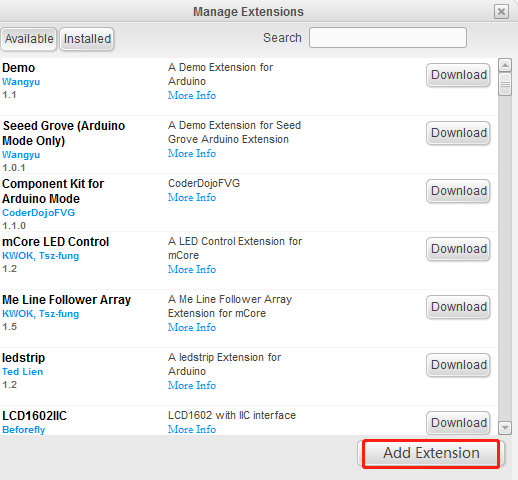 Manage Extensions
Available Installed Search
Demo
Wangyu
1.1
A Demo Extension for
Arduino
More Info
Download
Seeed Grove (Arduino
Mode Only)
Wangyu
1.0.1
A Demo Extension for Seed
Grove Arduino Extension
More Info
Download
Component Kit for
Arduino Mode
CoderDojoFVG
1.1.0
CoderDojoFVG
More Info
Download
mCore LED Control
KWOK, Tsz-fung
1.2
A LED Control Extension for
mCore
More Info
Download
Me Line Follower Array
KWOK, Tsz-fung
1.5
A Me Line Follower Array
Extension for mCore
More Info
Download
ledstrip
Ted Lien
1.2
A ledstrip Extension for
Arduino
More Info
Download
LCD1602IIC
Beforefly
LCD1602 with IIC interface
More Info
Download
Add Extension